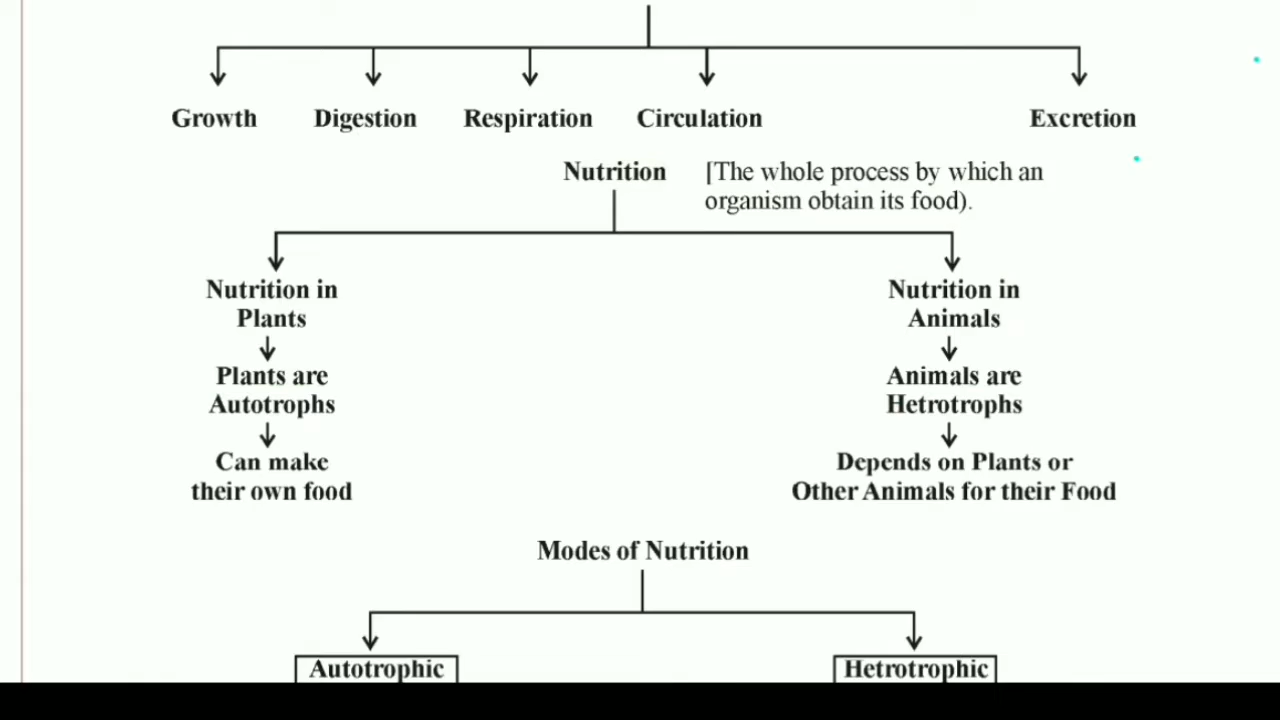 Growth Digestion Respiration Circulation Excretion
Nutrition [The whole process by which an
organism obtain its food).
Nutrition in
Plants
Nutrition in
Animals
Plants are
Autotrophs
Animals are
Hetrotrophs
Can make
their own food
Depends on Plants or
Other Animals for their Food
Modes of Nutrition
Autotrophic Hetrotrophic